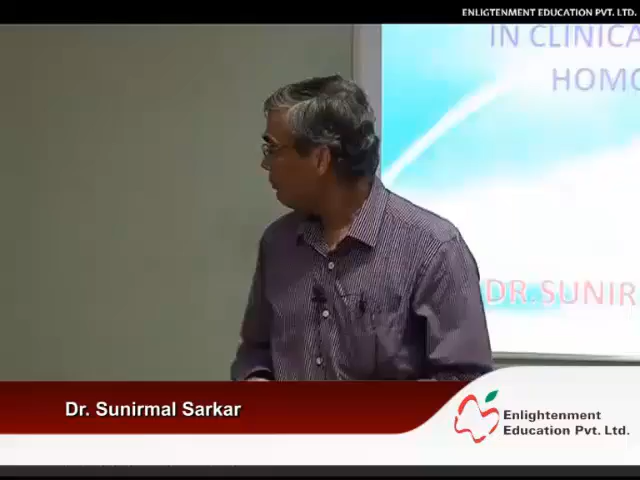 ENLIGTENMENT EDUCATION PVT. LTD.
IN CLINICA
HOMO
DR.SUNIR
Dr. Sunirmal Sarkar
Enlightenment
Education Pvt. Ltd.